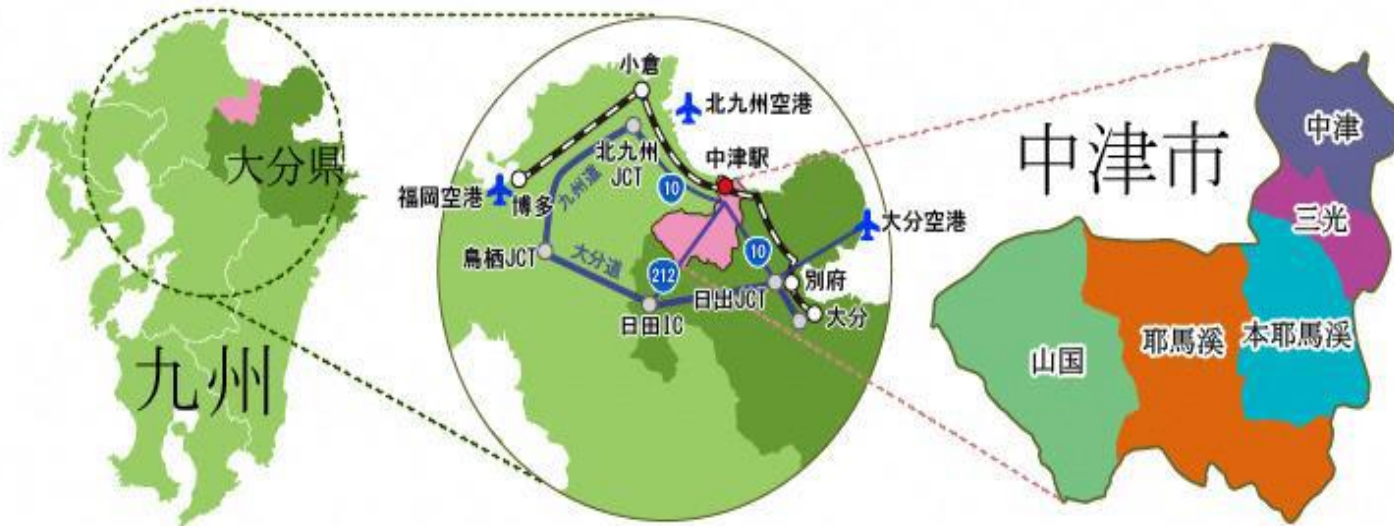 大分県
九州
小倉
北九州空港
北九州
JCT
中津駅
福岡空港
博多
九州道
10
大分空港
鳥栖JCT
大分道
212
10
別府
日出JCT
大分
日田IC
中津市
中津
三光
本耶馬溪
耶馬溪
山国